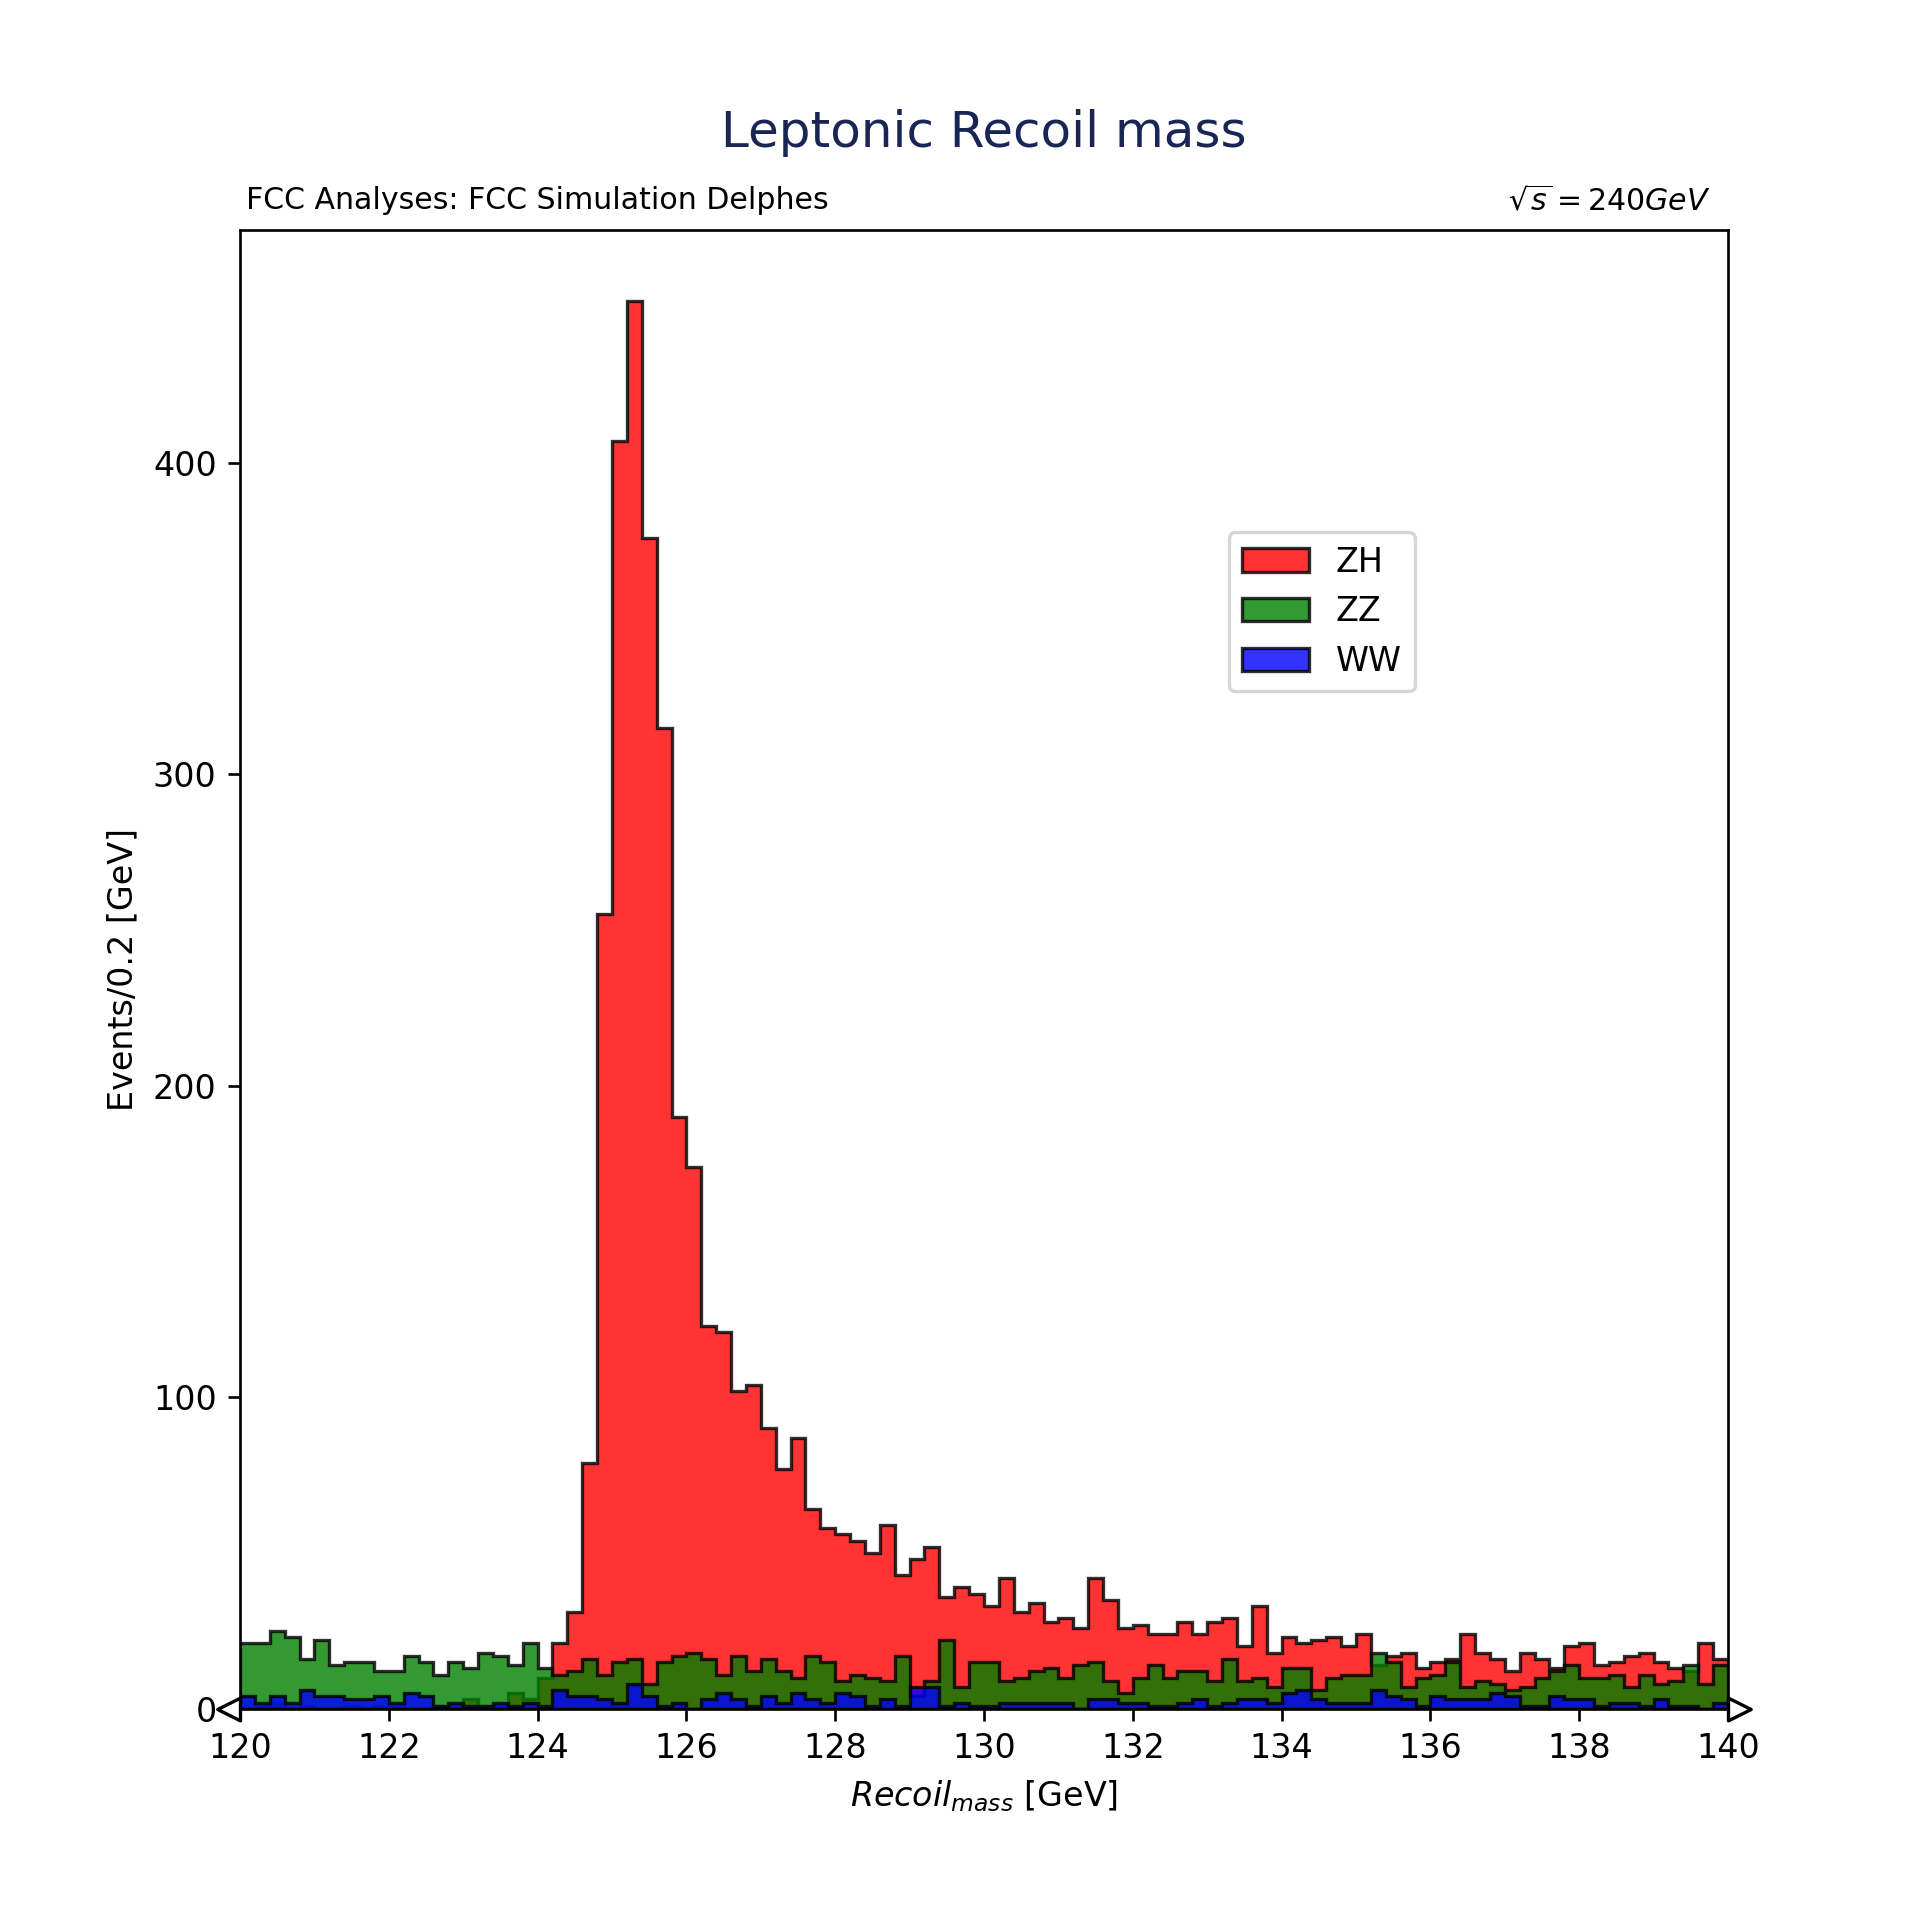 Leptonic Recoil mass
FCC Analyses: FCC Simulation Delphes
√s = 240GeV
400
300
200
100
0
Events/0.2 [GeV]
ZH
ZZ
WW
120 122 124 126 128 130 132 134 136 138 140
Recoil_mass [GeV]